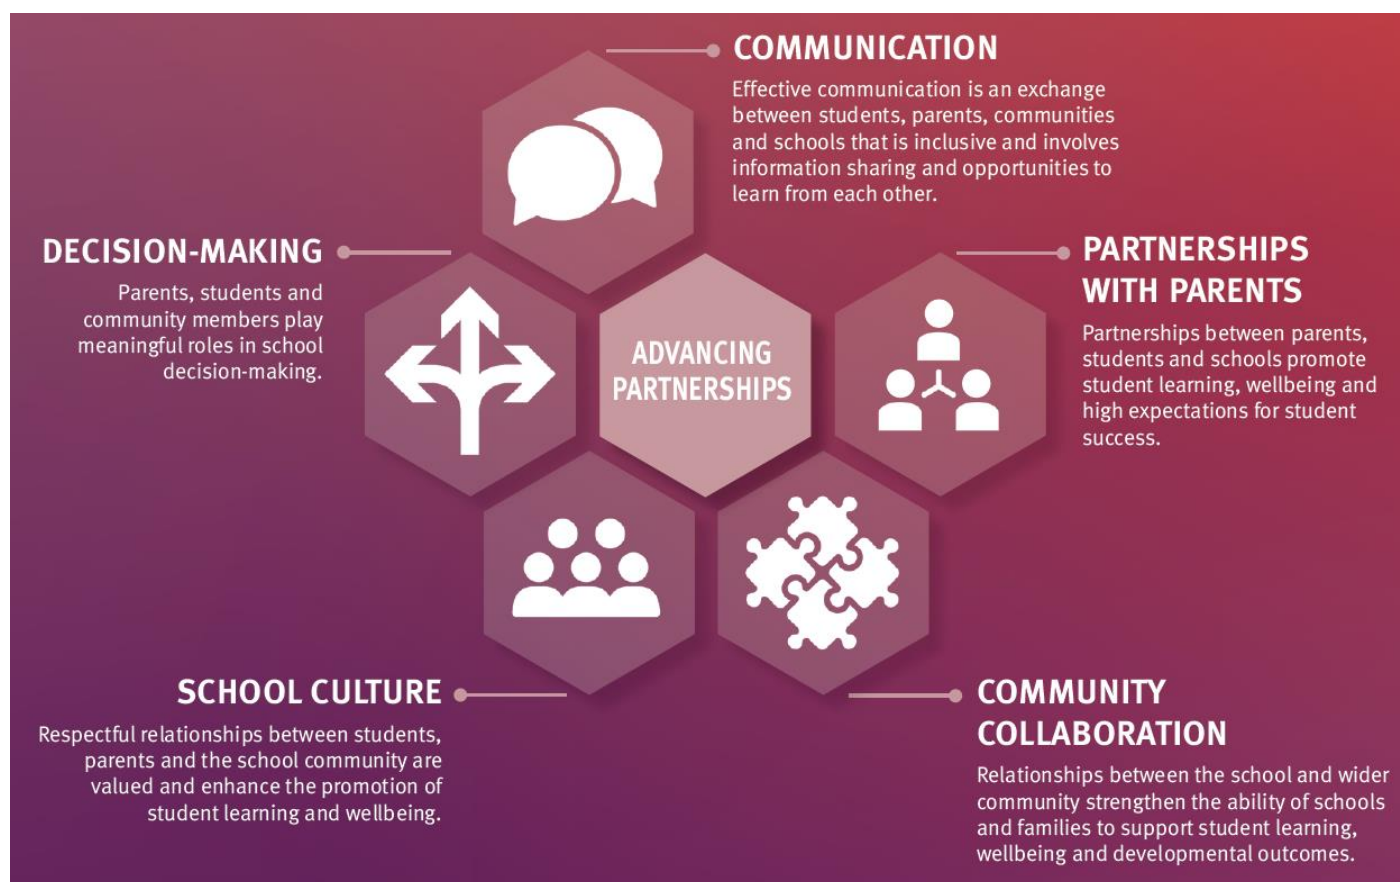 COMMUNICATION
Effective communication is an exchange
between students, parents, communities
and schools that is inclusive and involves
information sharing and opportunities to
learn from each other.
DECISION-MAKING
Parents, students and
community members play
meaningful roles in school
decision-making.
ADVANCING
PARTNERSHIPS
PARTNERSHIPS
WITH PARENTS
Partnerships between parents,
students and schools promote
student learning, wellbeing and
high expectations for student
success.
SCHOOL CULTURE
Respectful relationships between students,
parents and the school community are
valued and enhance the promotion of
student learning and wellbeing.
COMMUNITY
COLLABORATION
Relationships between the school and wider
community strengthen the ability of schools
and families to support student learning,
wellbeing and developmental outcomes.